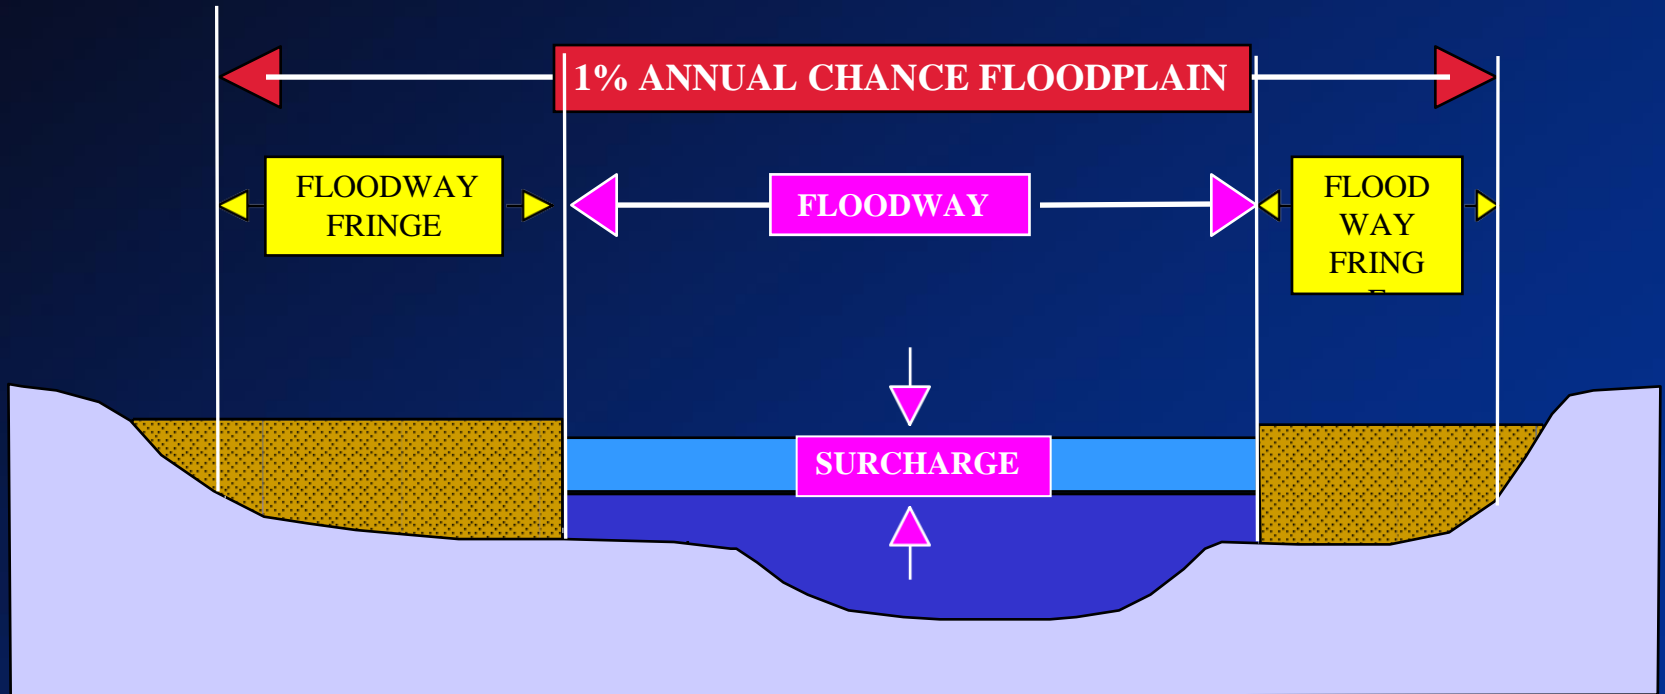 1% ANNUAL CHANCE FLOODPLAIN
FLOODWAY
FRINGE
FLOODWAY
FLOOD
WAY
FRING
SURCHARGE